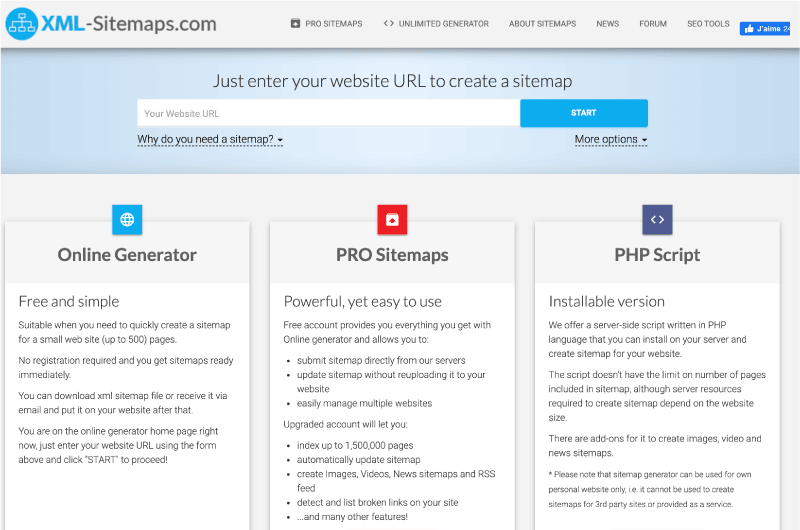 XML-Sitemaps.com
PRO SITEMAPS
UNLIMITED GENERATOR
ABOUT SITEMAPS
NEWS
FORUM
SEO TOOLS
J'aime 24
Just enter your website URL to create a sitemap
Your Website URL
START
Why do you need a sitemap?
More options
Online Generator
Free and simple
Suitable when you need to quickly create a sitemap
for a small web site (up to 500) pages.
No registration required and you get sitemaps ready
immediately.
You can download xml sitemap file or receive it via
email and put it on your website after that.
You are on the online generator home page right
now, just enter your website URL using the form
above and click "START" to proceed!
PRO Sitemaps
Powerful, yet easy to use
Free account provides you everything you get with
Online generator and allows you to:
• submit sitemap directly from our servers
• update sitemap without reuploading it to your
website
• easily manage multiple websites
Upgraded account will let you:
• index up to 1,500,000 pages
• automatically update sitemap
• create Images, Videos, News sitemaps and RSS
feed
• detect and list broken links on your site
• ...and many other features!
PHP Script
Installable version
We offer a server-side script written in PHP
language that you can install on your server and
create sitemap for your website.
The script doesn't have the limit on number of pages
included in sitemap, although server resources
required to create sitemap depend on the website
size.
There are add-ons for it to create images, video and
news sitemaps.
* Please note that sitemap generator can be used for own
personal website only, i.e. it cannot be used to create
sitemaps for 3rd party sites or provided as a service.